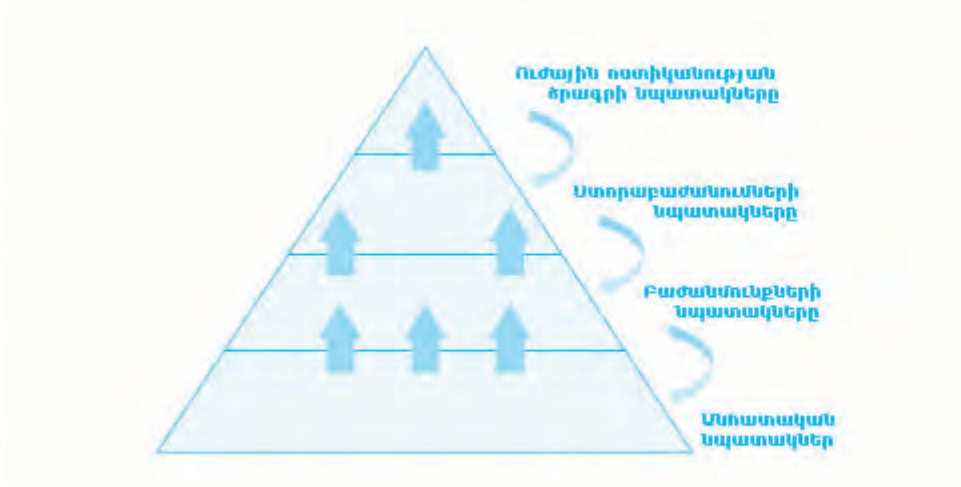 Ուժային ոստիկանության
ծրագրի նպատակները
Ստորաբաժանումների
նպատակները
Բաժանմունքների
նպատակները
Անհատական
նպատակներ